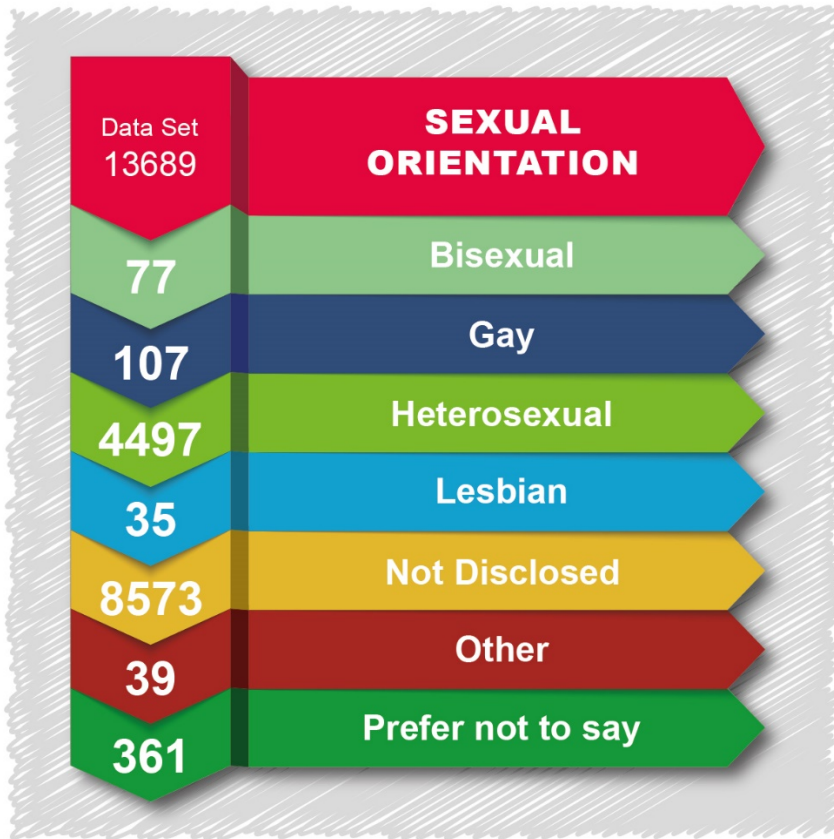 Data Set
13689
SEXUAL
ORIENTATION
77
Bisexual
107
Gay
4497
Heterosexual
35
Lesbian
8573
Not Disclosed
39
Other
361
Prefer not to say